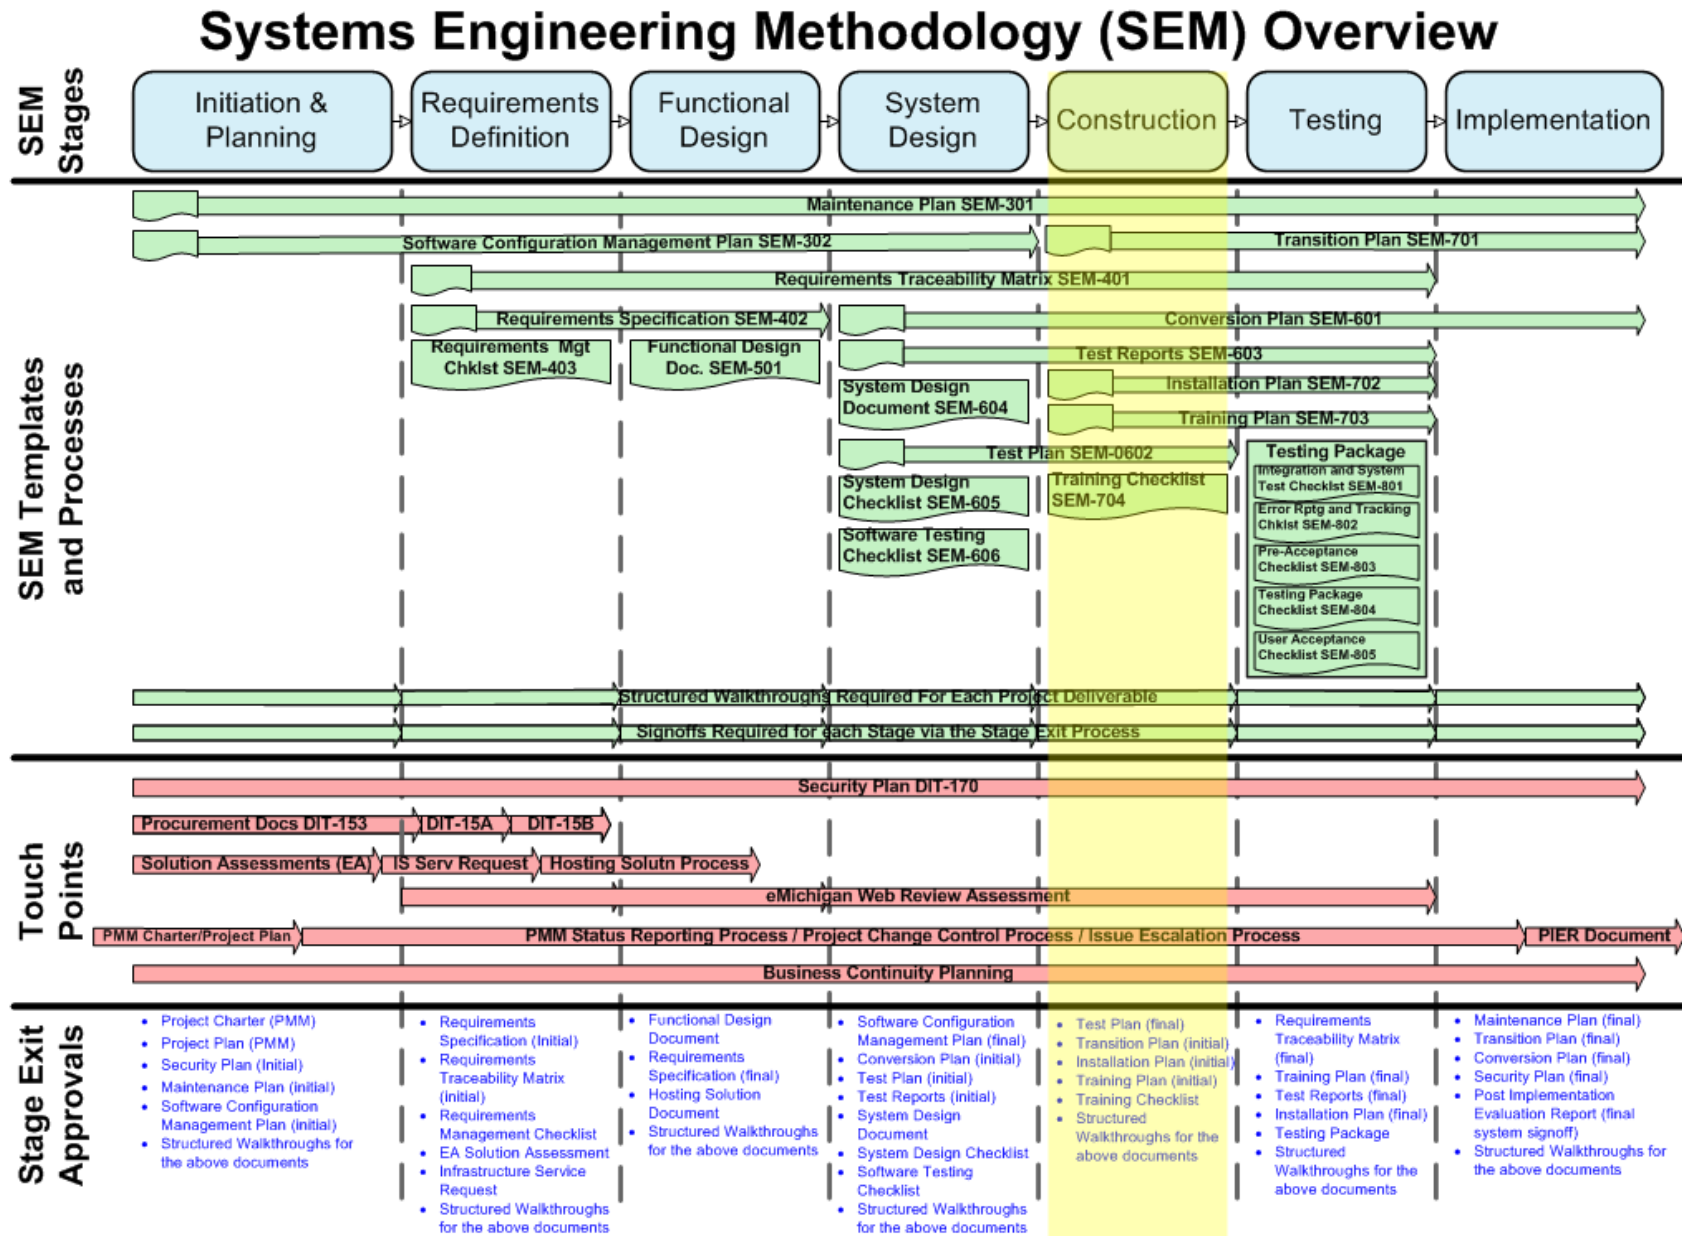 Systems Engineering Methodology (SEM) Overview
SEM
Stages
Initiation &
Planning
Requirements
Definition
Functional
Design
System
Design
Construction
Testing
Implementation
SEM Templates
and Processes
Maintenance Plan SEM-301
Software Configuration Management Plan SEM-302
Transition Plan SEM-701
Requirements Traceability Matrix SEM-401
Requirements Specification SEM-402
Conversion Plan SEM-601
Requirements Mgt
Chklst SEM-403
Functional Design
Doc. SEM-501
Test Reports SEM-603
System Design
Document SEM-604
Installation Plan SEM-702
Training Plan SEM-703
Test Plan SEM-0602
System Design
Checklist SEM-605
Software Testing
Checklist SEM-606
Training Checklist
SEM-704
Testing Package
Integration and System
Test Checklst SEM-801
Error Rptg and Tracking
Chklst SEM-802
Pre-Acceptance
Checklist SEM-803
Testing Package
Checklist SEM-804
User Acceptance
Checklist SEM-805
Structured Walkthroughs Required For Each Project Deliverable
Signoffs Required for each Stage via the Stage Exit Process
Touch
Points
Security Plan DIT-170
Procurement Docs DIT-153
DIT-15A
DIT-15B
Solution Assessments (EA)
IS Serv Request
Hosting Solutn Process
eMichigan Web Review Assessment
PMM Charter/Project Plan
PMM Status Reporting Process / Project Change Control Process / Issue Escalation Process
PIER Document
Business Continuity Planning
Stage Exit
Approvals
• Project Charter (PMM)
• Project Plan (PMM)
• Security Plan (Initial)
• Maintenance Plan (initial)
• Software Configuration
Management Plan (initial)
• Structured Walkthroughs for
the above documents
• Requirements
Specification (Initial)
• Requirements
Traceability Matrix
(initial)
• Requirements
Management Checklist
• EA Solution Assessment
• Infrastructure Service
Request
• Structured Walkthroughs
for the above documents
• Functional Design
Document
• Requirements
Specification (final)
• Hosting Solution
Document
• Structured Walkthroughs
for the above documents
• Software Configuration
Management Plan (final)
• Conversion Plan (initial)
• Test Plan (initial)
• Test Reports (initial)
• System Design
Document
• System Design Checklist
• Software Testing
Checklist
• Structured Walkthroughs
for the above documents
• Test Plan (final)
• Transition Plan (initial)
• Installation Plan (initial)
• Training Plan (initial)
• Training Checklist
• Structured
Walkthroughs for the
above documents
• Requirements
Traceability Matrix
(final)
• Training Plan (final)
• Test Reports (final)
• Installation Plan (final)
• Testing Package
• Structured
Walkthroughs for the
above documents
• Maintenance Plan (final)
• Transition Plan (final)
• Conversion Plan (final)
• Security Plan (final)
• Post Implementation
Evaluation Report (final
system signoff)
• Structured Walkthroughs for
the above documents